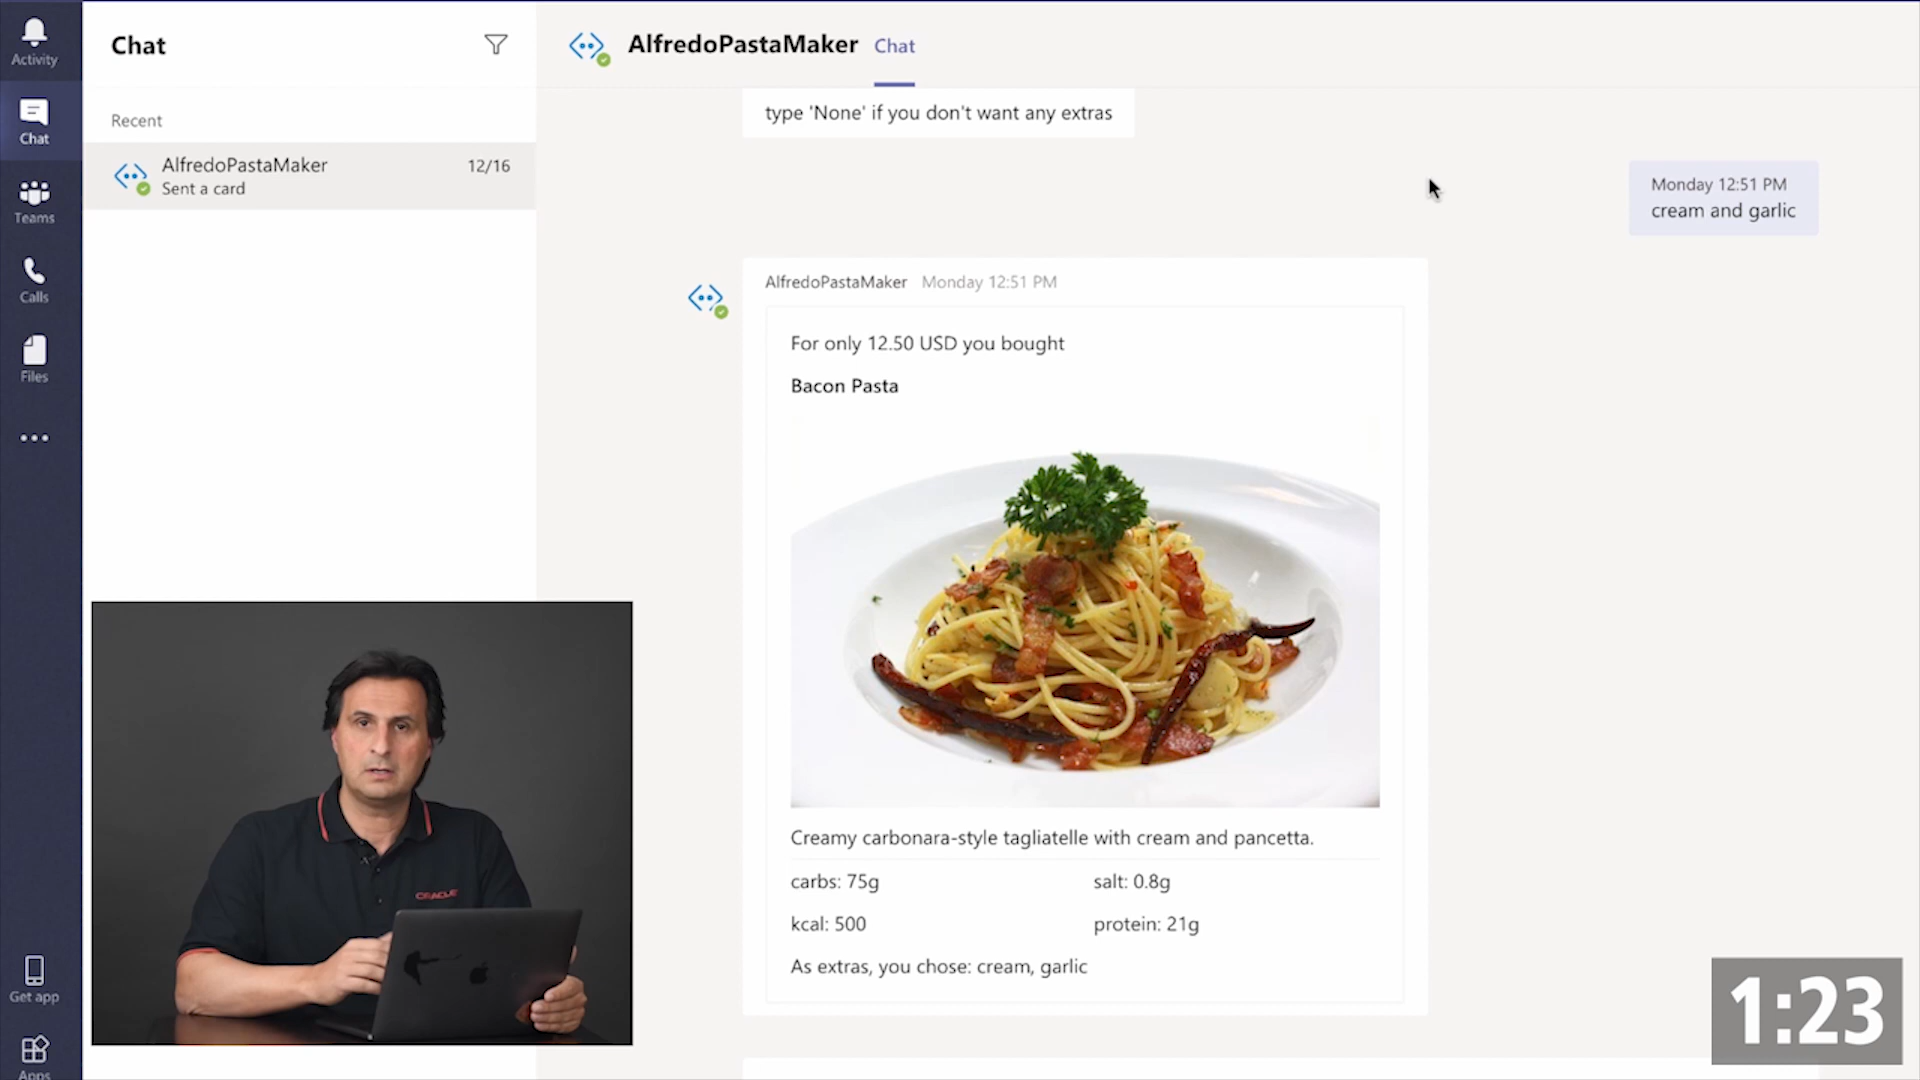 Activity
Chat
Teams
Calls
Files
Get app
Apps
Chat
Recent
AlfredoPastaMaker 12/16
Sent a card
AlfredoPastaMaker Chat
type 'None' if you don't want any extras
Monday 12:51 PM
cream and garlic
AlfredoPastaMaker Monday 12:51 PM
For only 12.50 USD you bought
Bacon Pasta
Creamy carbonara-style tagliatelle with cream and pancetta.
carbs: 75g salt: 0.8g
kcal: 500 protein: 21g
As extras, you chose: cream, garlic
ORACLE
1:23